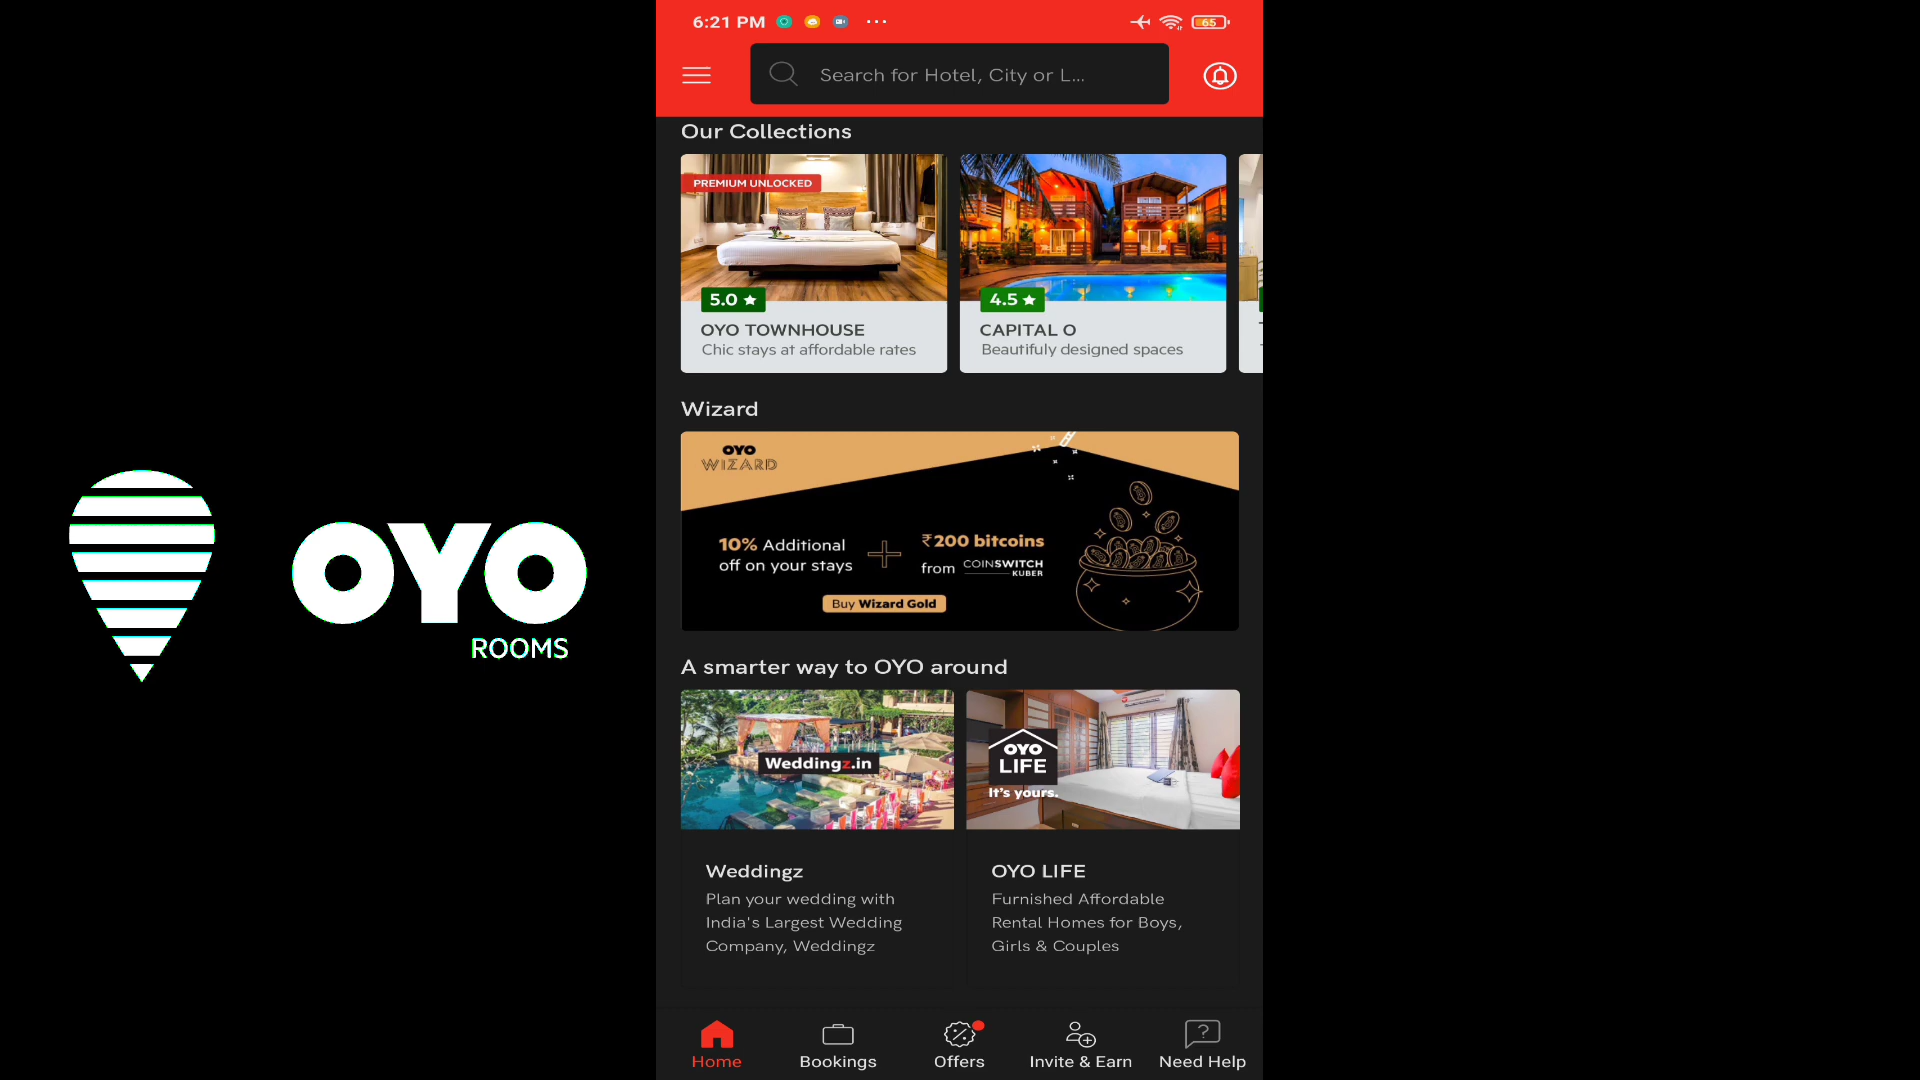 6:21 PM
65
Search for Hotel, City or L...
Our Collections
PREMIUM UNLOCKED
5.0
OYO TOWNHOUSE
Chic stays at affordable rates
4.5
CAPITAL O
Beautifuly designed spaces
Wizard
OYO
WIZARD
10% Additional
off on your stays
₹200 bitcoins
from COINSWITCH
KUBER
Buy Wizard Gold
OYO
ROOMS
A smarter way to OYO around
Weddingz.in
OYO
LIFE
It's yours.
Weddingz
Plan your wedding with
India's Largest Wedding
Company, Weddingz
OYO LIFE
Furnished Affordable
Rental Homes for Boys,
Girls & Couples
Home
Bookings
Offers
Invite & Earn
Need Help